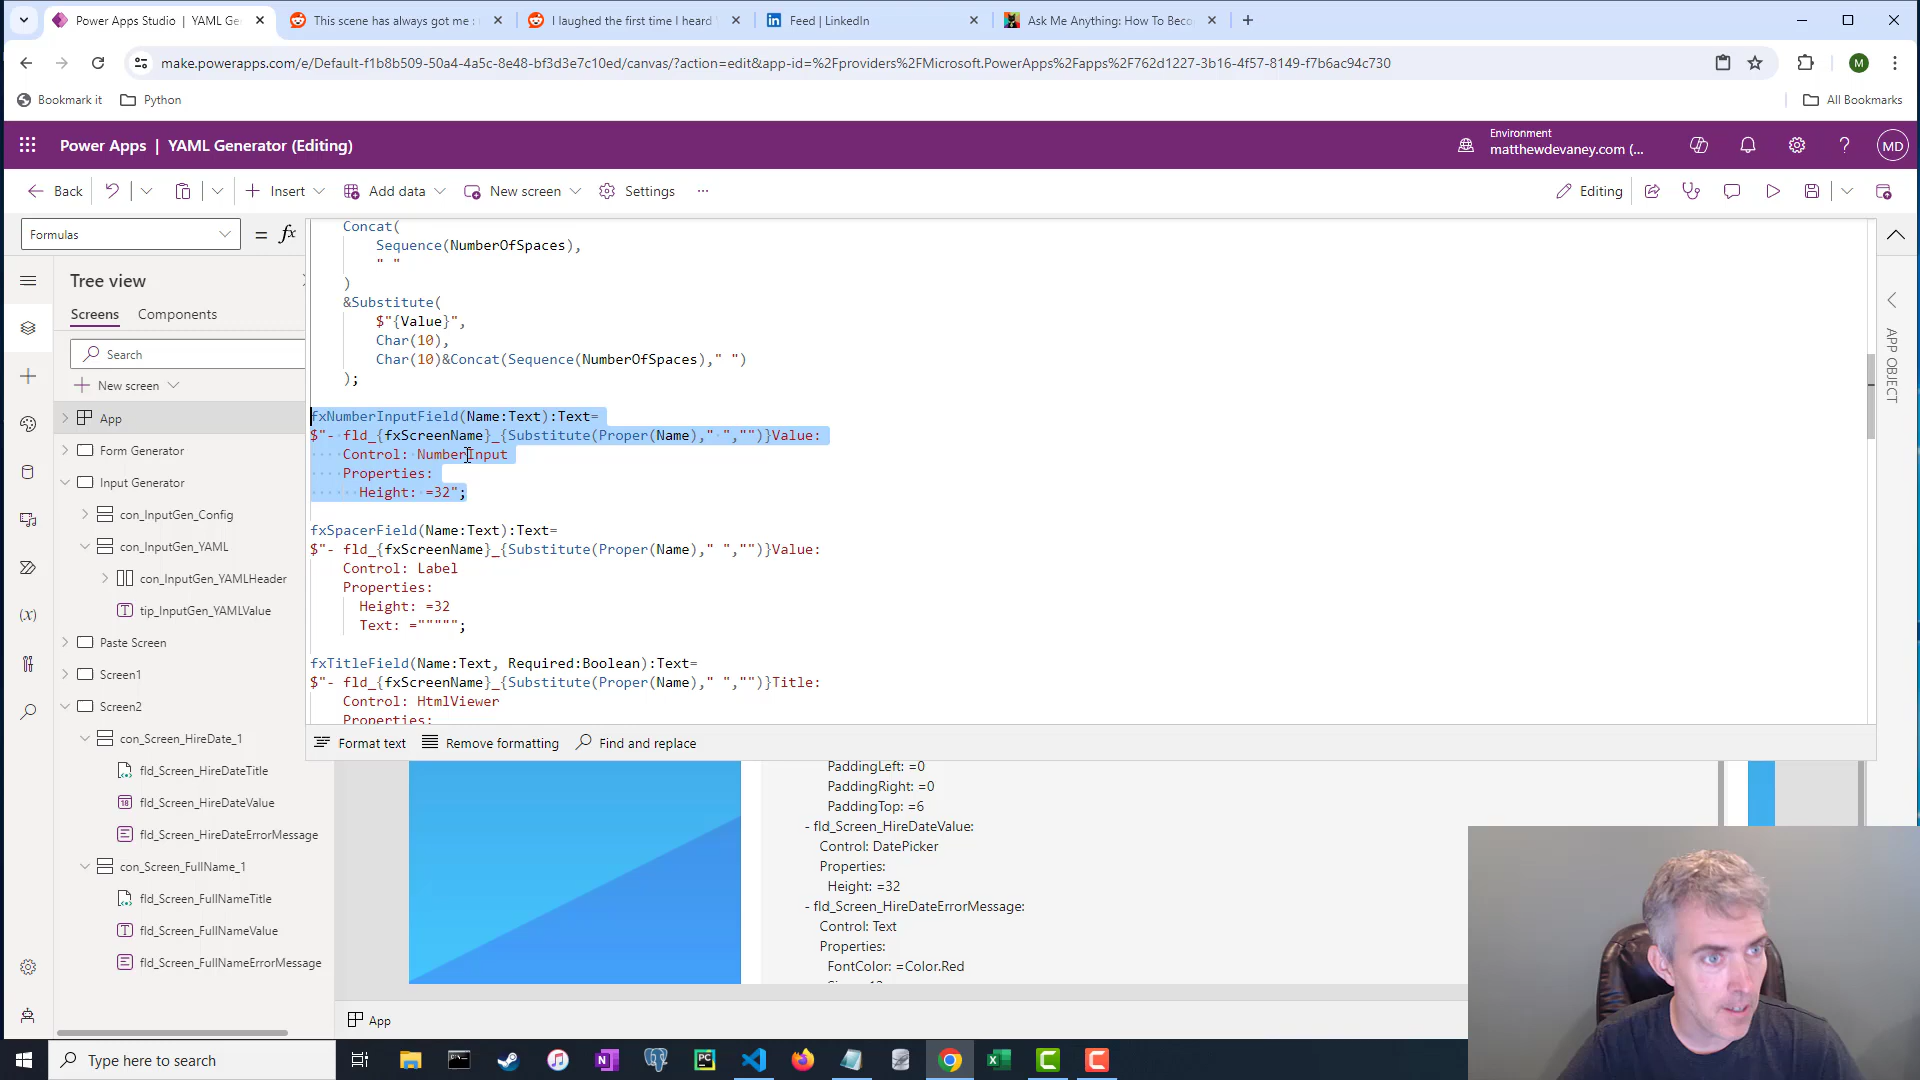 Power Apps Studio | YAML Ge
This scene has always got me :
I laughed the first time I heard
Feed | LinkedIn
Ask Me Anything: How To Beco
make.powerapps.com/e/Default-f1b8b509-50a4-4a5c-8e48-bf3d3e7c10ed/canvas/?action=edit&app-id=%2Fproviders%2FMicrosoft.PowerApps%2Fapps%2F762d1227-3b16-4f57-8149-f7b6ac94c730
M
Bookmark it
Python
All Bookmarks
Power Apps | YAML Generator (Editing)
Environment
matthewdevaney.com (...
MD
Back
Insert
Add data
New screen
Settings
Editing
Formulas
= fx
Tree view
Screens
Components
Search
New screen
App
Form Generator
Input Generator
con_InputGen_Config
con_InputGen_YAML
con_InputGen_YAMLHeader
tip_InputGen_YAMLValue
Paste Screen
Screen1
Screen2
con_Screen_HireDate_1
fld_Screen_HireDateTitle
fld_Screen_HireDateValue
fld_Screen_HireDateErrorMessage
con_Screen_FullName_1
fld_Screen_FullNameTitle
fld_Screen_FullNameValue
fld_Screen_FullNameErrorMessage
Concat(
Sequence(NumberOfSpaces),
" "
)
&Substitute(
$"{Value}",
Char(10),
Char(10)&Concat(Sequence(NumberOfSpaces)," ")
);
fxNumberInputField(Name:Text):Text=
$"- fld_{fxScreenName}_{Substitute(Proper(Name)," ","")}Value:
Control: NumberInput
Properties:
Height: =32";
fxSpacerField(Name:Text):Text=
$"- fld_{fxScreenName}_{Substitute(Proper(Name)," ","")}Value:
Control: Label
Properties:
Height: =32
Text: =""""";
fxTitleField(Name:Text, Required:Boolean):Text=
$"- fld_{fxScreenName}_{Substitute(Proper(Name)," ","")}Title:
Control: HtmlViewer
Properties:
Format text
Remove formatting
Find and replace
APP OBJECT
PaddingLeft: =0
PaddingRight: =0
PaddingTop: =6
- fld_Screen_HireDateValue:
Control: DatePicker
Properties:
Height: =32
- fld_Screen_HireDateErrorMessage:
Control: Text
Properties:
FontColor: =Color.Red
App
Type here to search